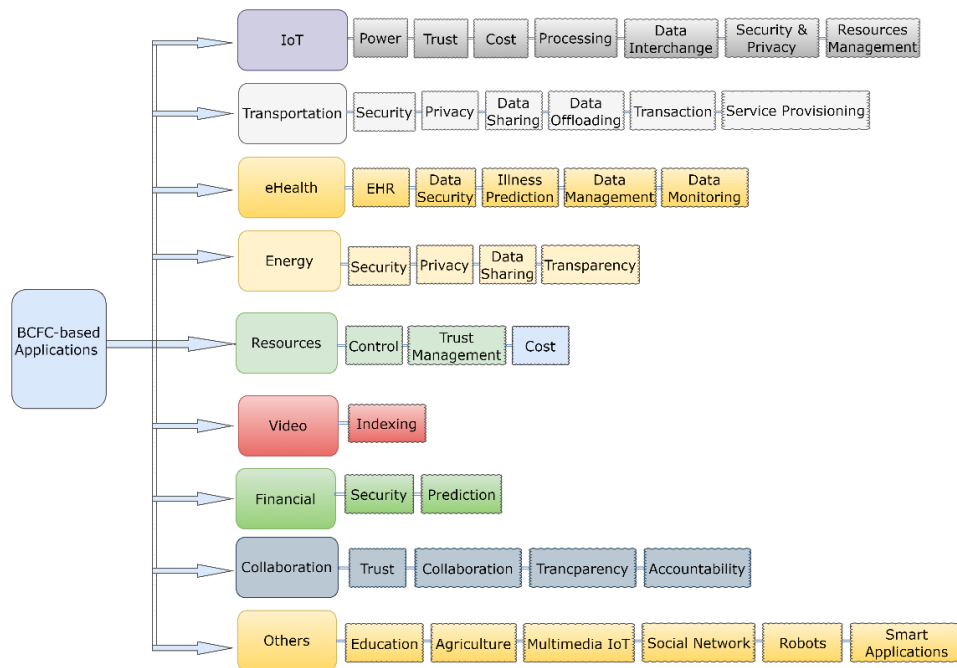 BCFC-based
Applications
IoT
Power
Trust
Cost
Processing
Data
Interchange
Security &
Privacy
Resources
Management
Transportation
Security
Privacy
Data
Sharing
Data
Offloading
Transaction
Service Provisioning
eHealth
EHR
Data
Security
Illness
Prediction
Data
Management
Data
Monitoring
Energy
Security
Privacy
Data
Sharing
Transparency
Resources
Control
Trust
Management
Cost
Video
Indexing
Financial
Security
Prediction
Collaboration
Trust
Collaboration
Trancparency
Accountability
Others
Education
Agriculture
Multimedia IoT
Social Network
Robots
Smart
Applications